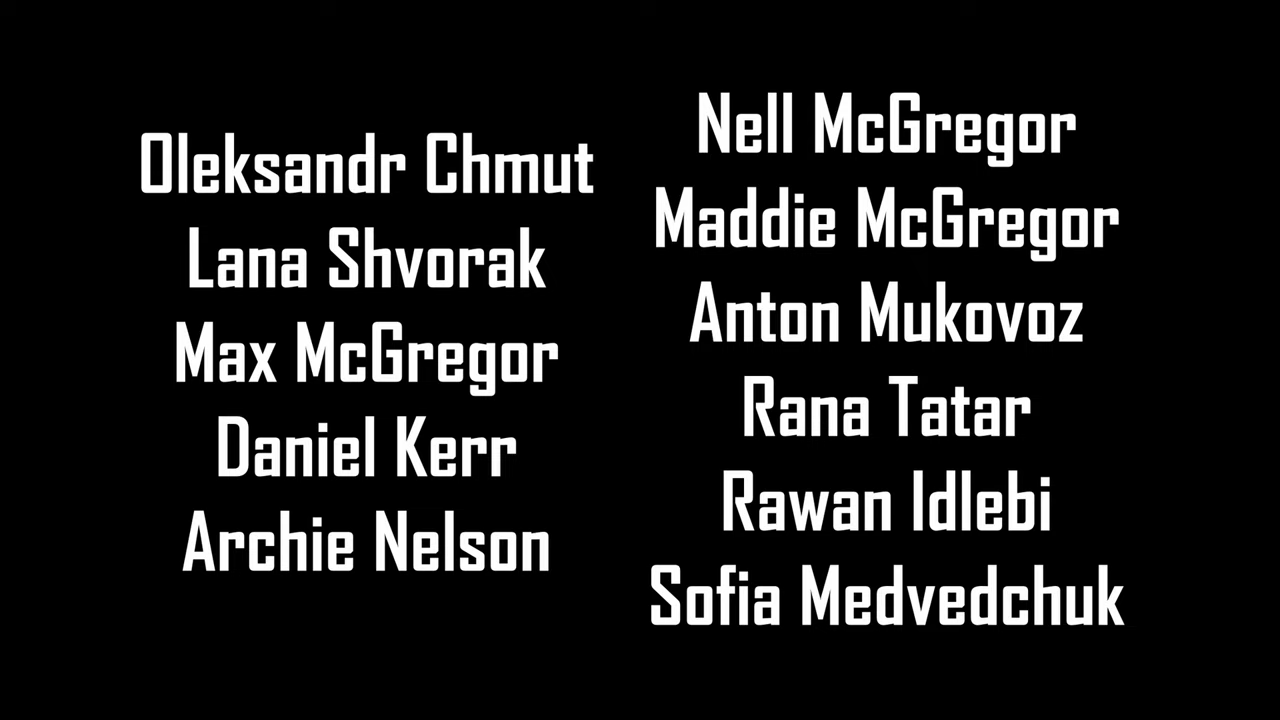 Oleksandr Chmut
Lana Shvorak
Max McGregor
Daniel Kerr
Archie Nelson
Nell McGregor
Maddie McGregor
Anton Mukovoz
Rana Tatar
Rawan Idlebi
Sofia Medvedchuk